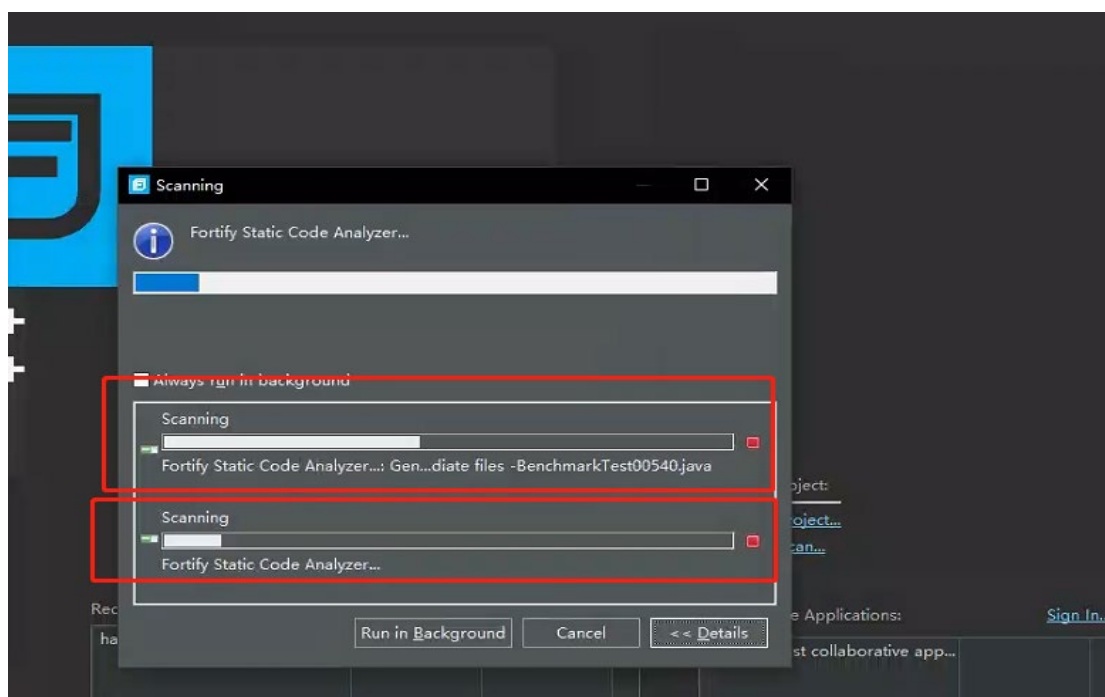 Scanning
Fortify Static Code Analyzer...
Always run in background
Scanning
Fortify Static Code Analyzer...: Gen...diate files -BenchmarkTest00540.java
oject:
Scanning
oject...
can...
Fortify Static Code Analyzer...
Rec
e Applications:
Sign In..
ha
Run in Background
Cancel
<< Details
st collaborative app...